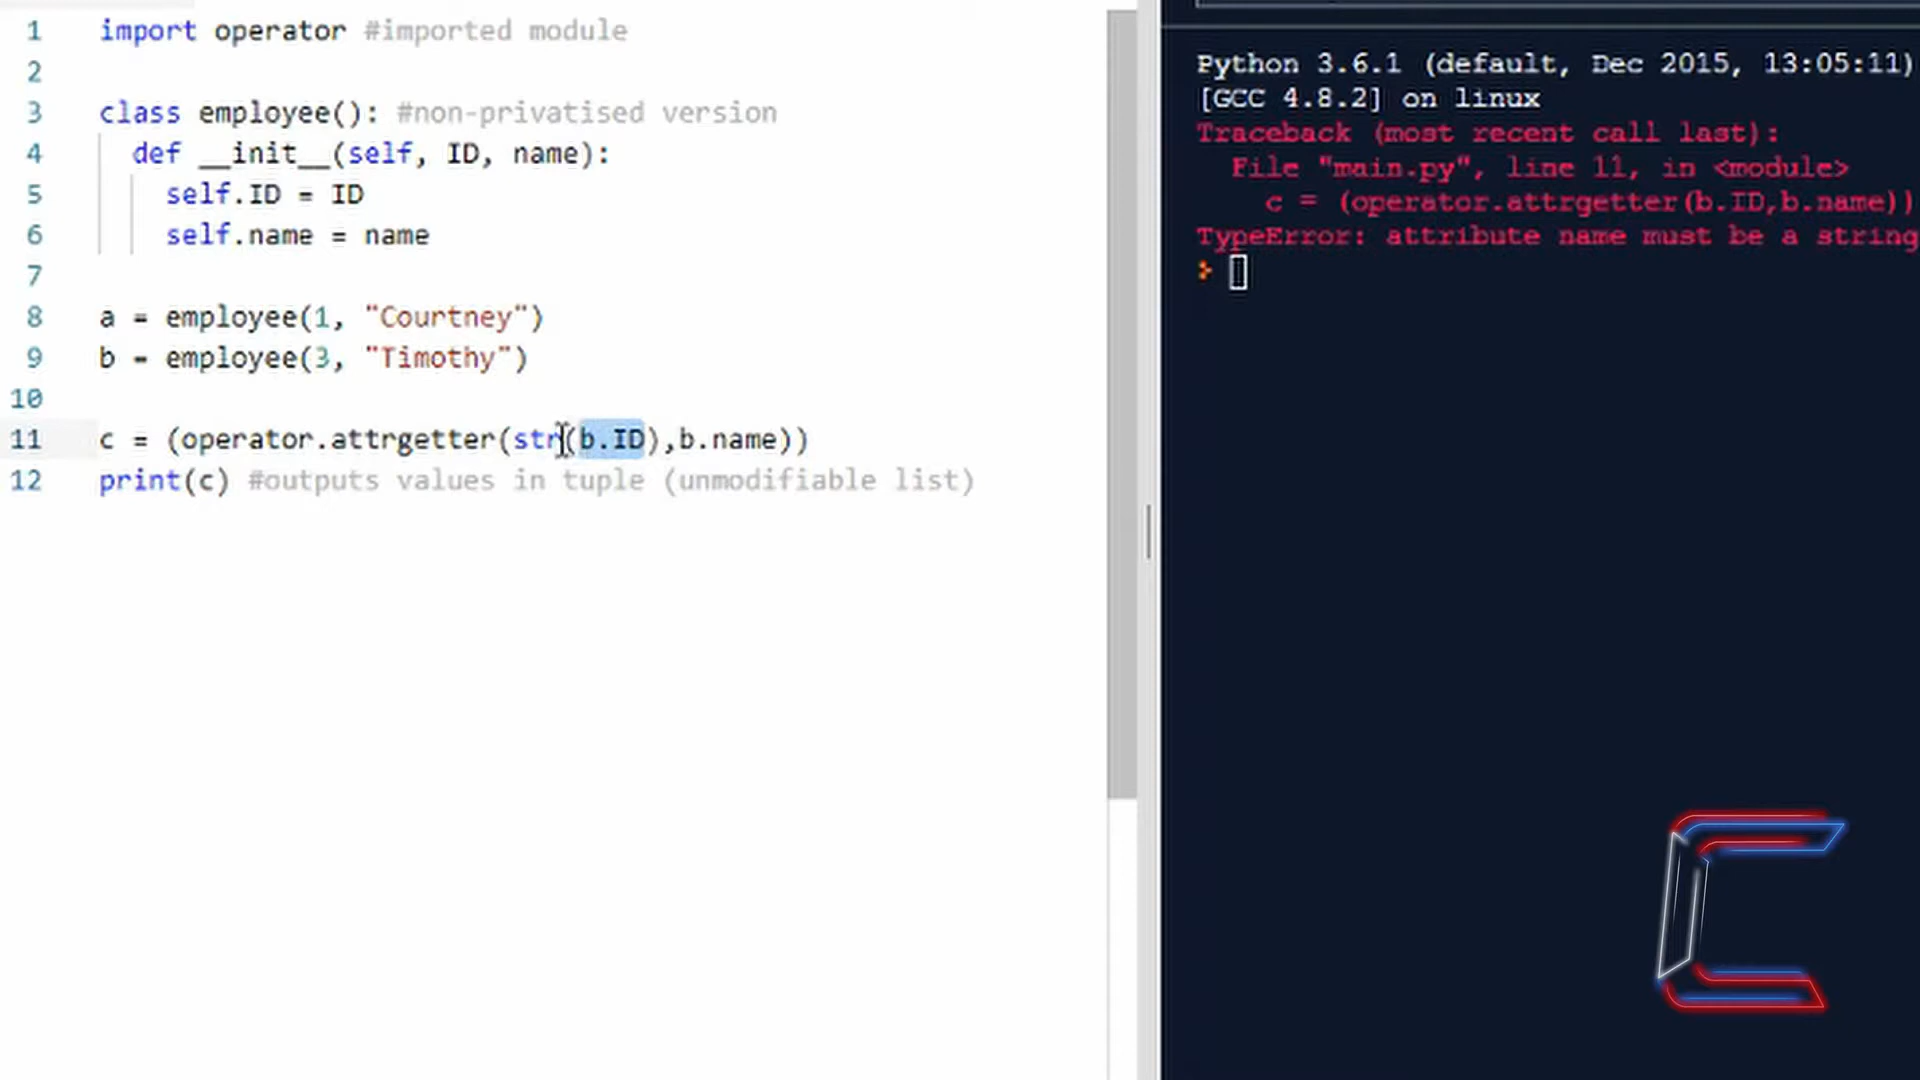 1 import operator #imported module
2
3 class employee(): #non-privatised version
4 def __init__(self, ID, name):
5 self.ID = ID
6 self.name = name
7
8 a = employee(1, "Courtney")
9 b = employee(3, "Timothy")
10
11 c = (operator.attrgetter(str(b.ID),b.name))
12 print(c) #outputs values in tuple (unmodifiable list)
Python 3.6.1 (default, Dec 2015, 13:05:11)
[GCC 4.8.2] on linux
Traceback (most recent call last):
File "main.py", line 11, in <module>
c = (operator.attrgetter(b.ID,b.name))
TypeError: attribute name must be a string